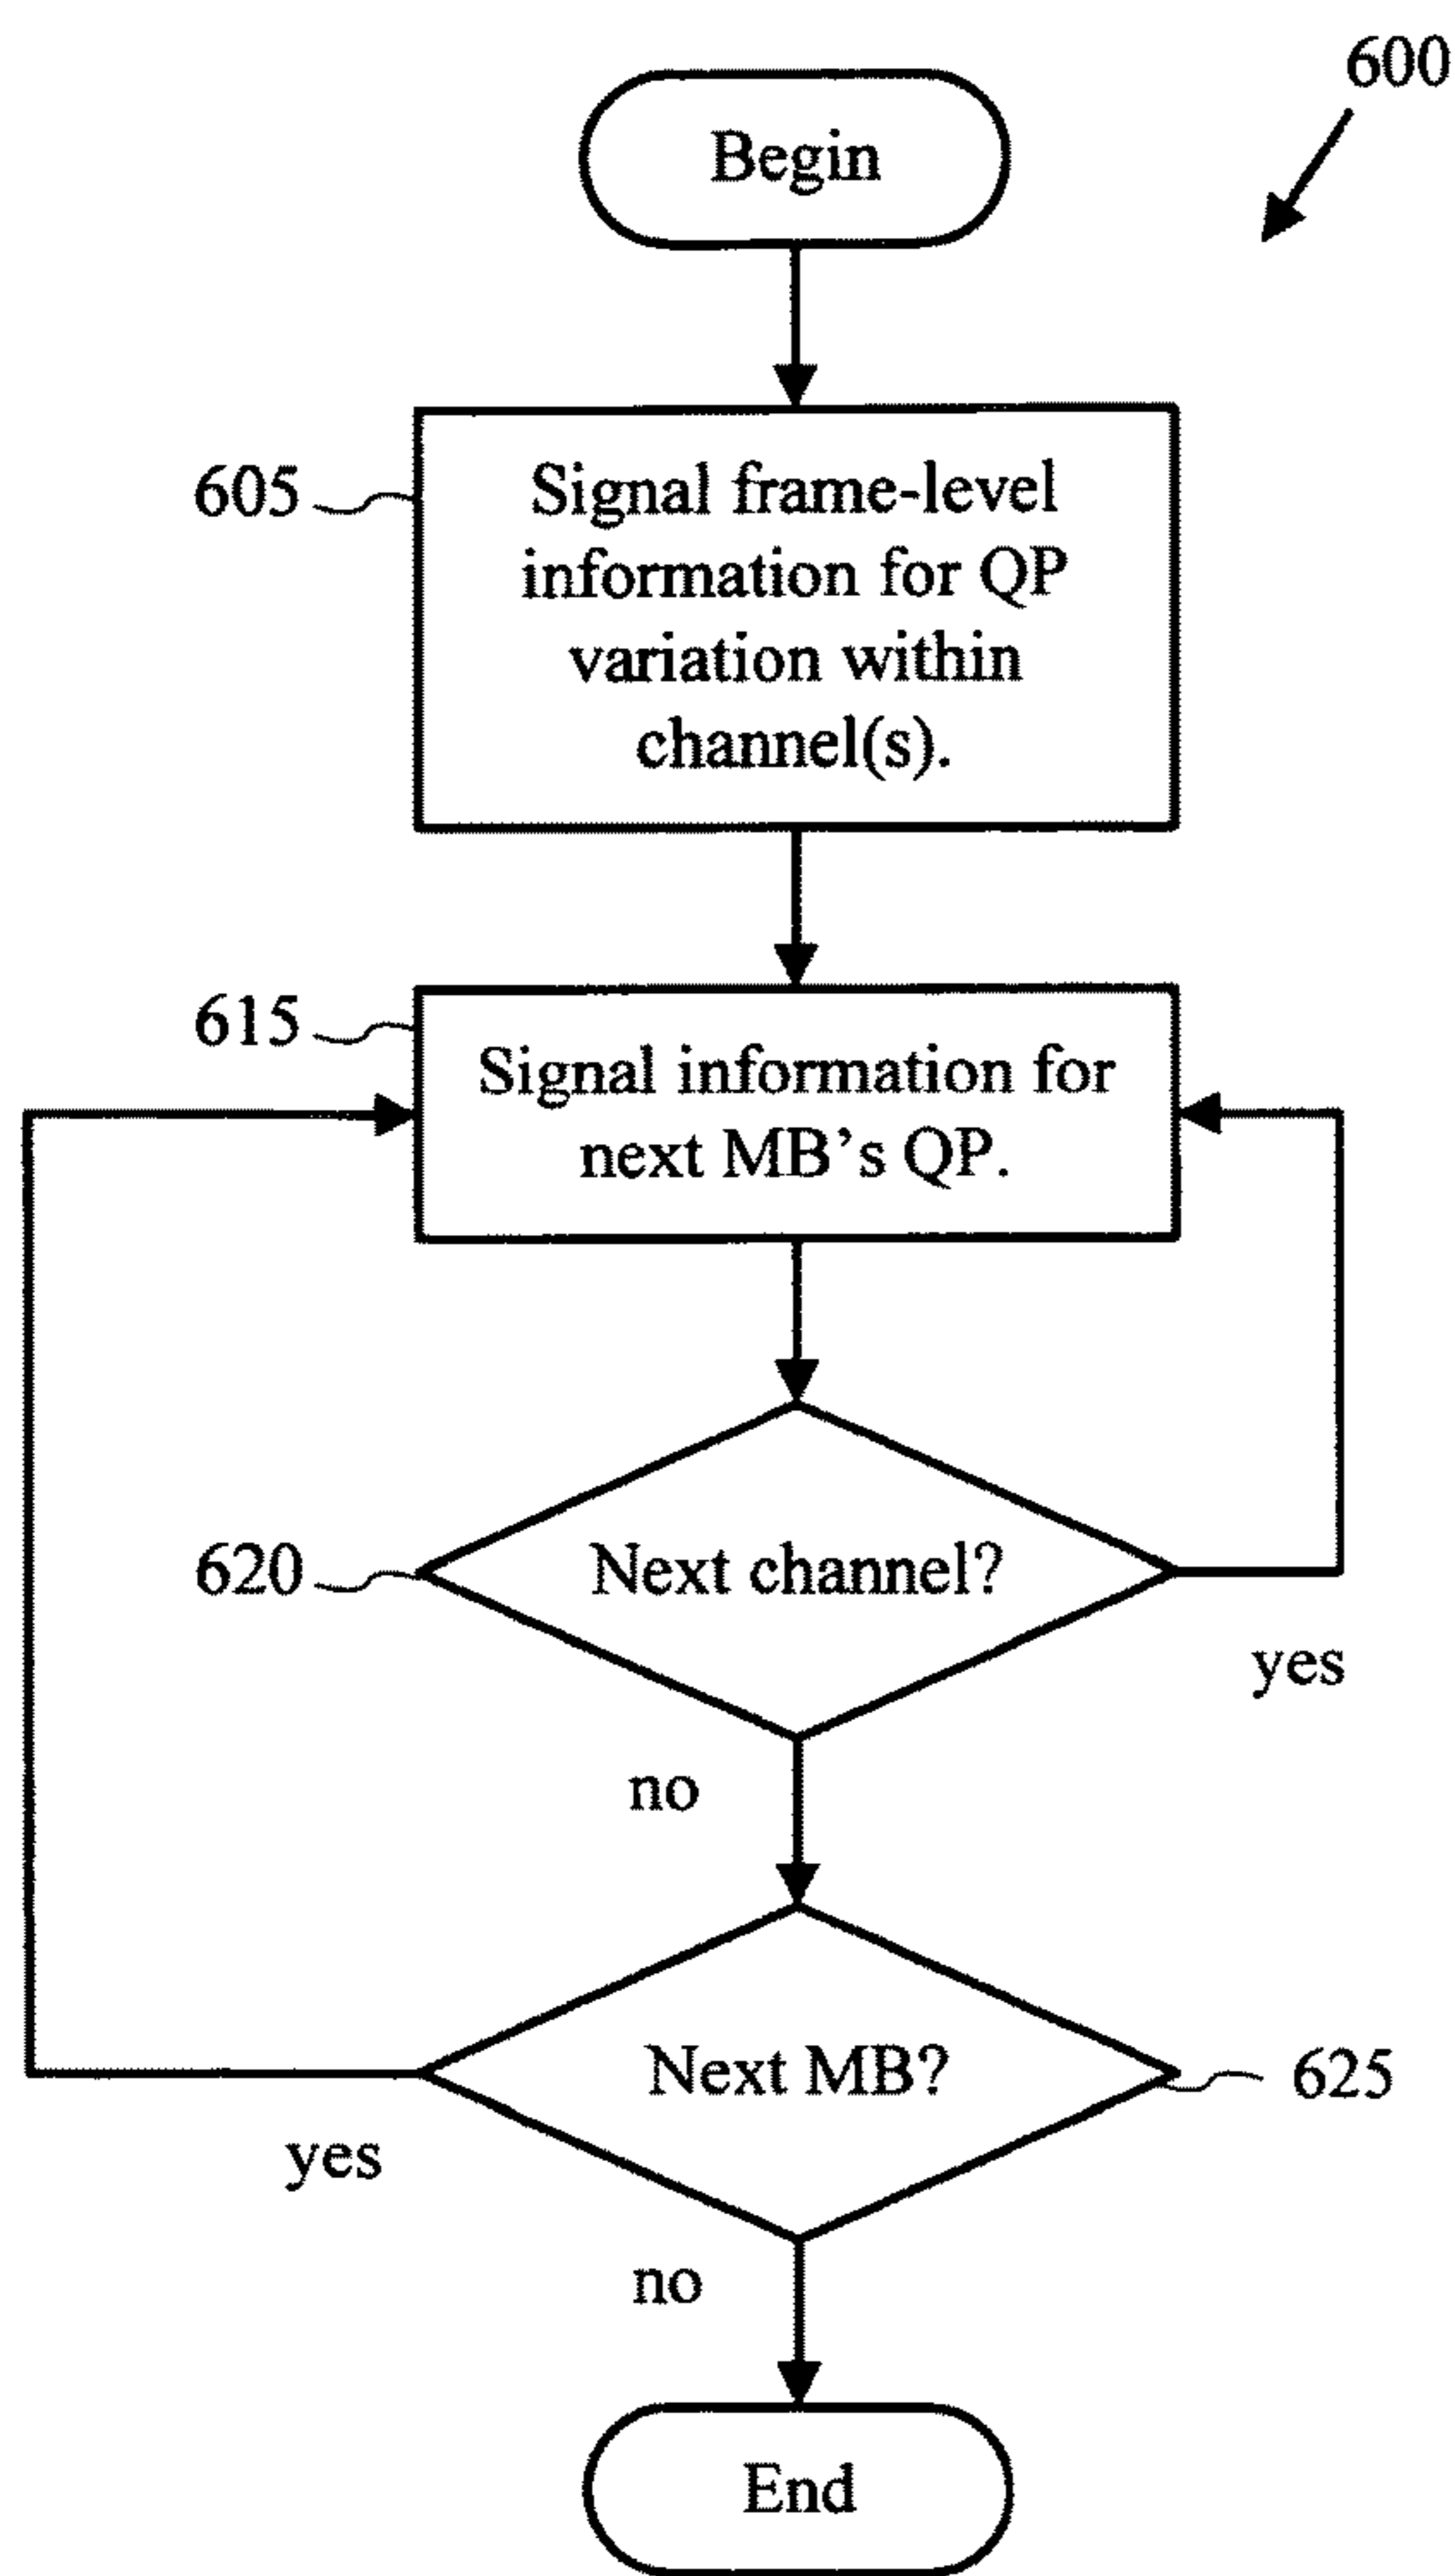 600
Begin
605
Signal frame-level
information for QP
variation within
channel(s).
615
Signal information for
next MB's QP.
620
Next channel?
yes
no
Next MB?
625
yes
no
End